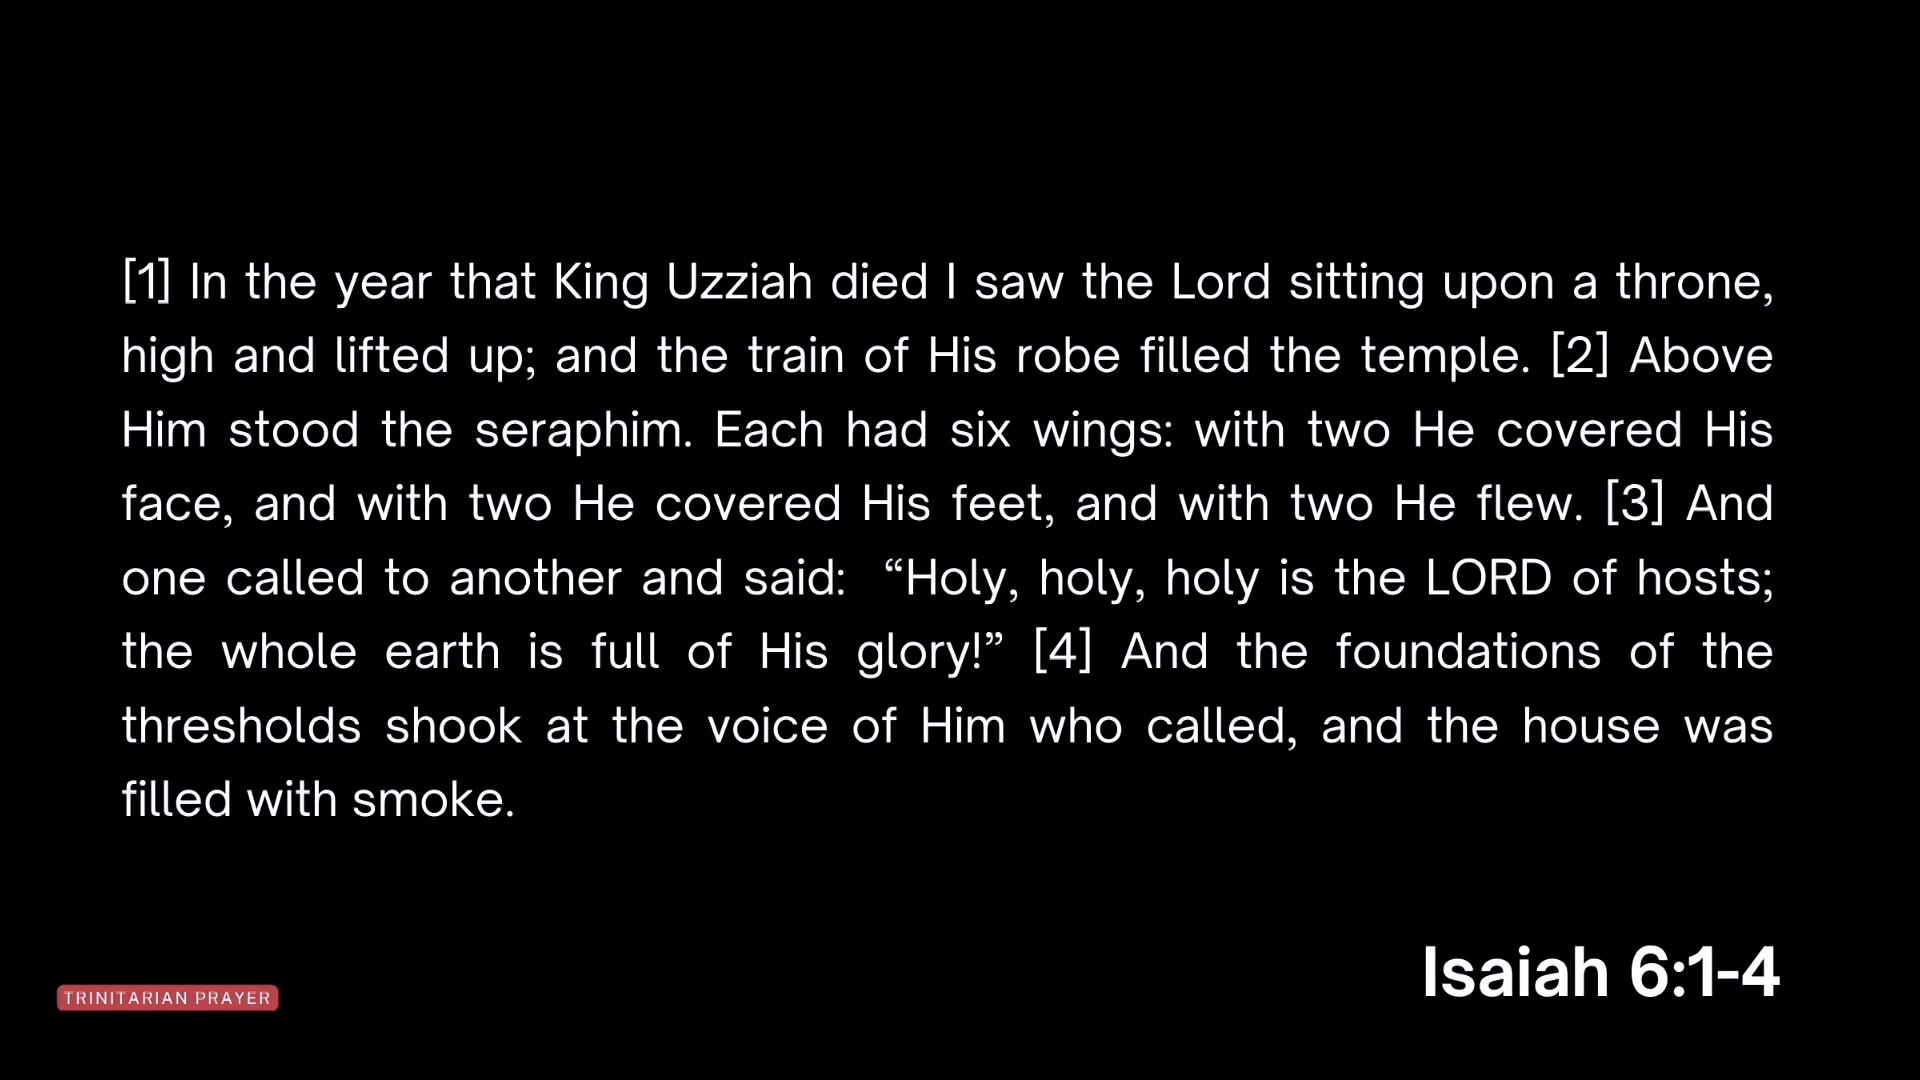 [1] In the year that King Uzziah died I saw the Lord sitting upon a throne,
high and lifted up; and the train of His robe filled the temple. [2] Above
Him stood the seraphim. Each had six wings: with two He covered His
face, and with two He covered His feet, and with two He flew. [3] And
one called to another and said:  “Holy, holy, holy is the LORD of hosts;
the whole earth is full of His glory!” [4] And the foundations of the
thresholds shook at the voice of Him who called, and the house was
filled with smoke.
Isaiah 6:1-4
TRINITARIAN PRAYER